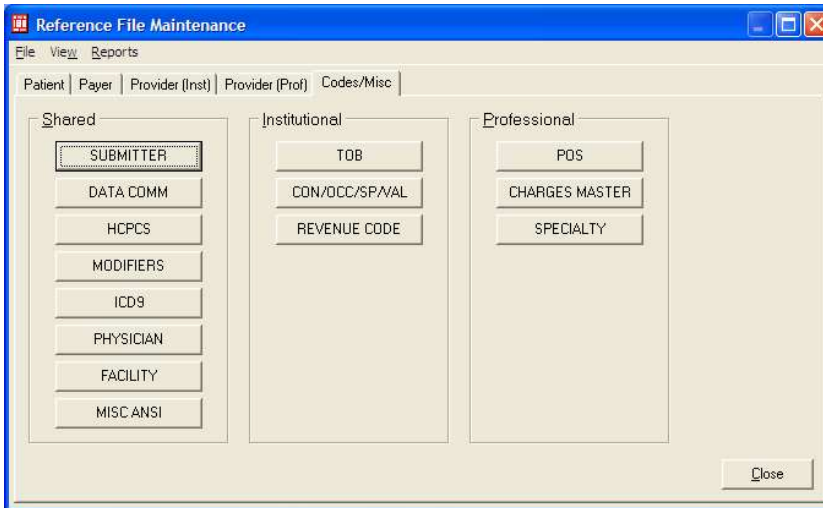 Reference File Maintenance
File View Reports
Patient Payer Provider (Inst) Provider (Prof) Codes/Misc
Shared Institutional Professional
SUBMITTER TOB POS
DATA COMM CON/OCC/SP/VAL CHARGES MASTER
HCPCS REVENUE CODE SPECIALTY
MODIFIERS
ICD9
PHYSICIAN
FACILITY
MISC ANSI
Close